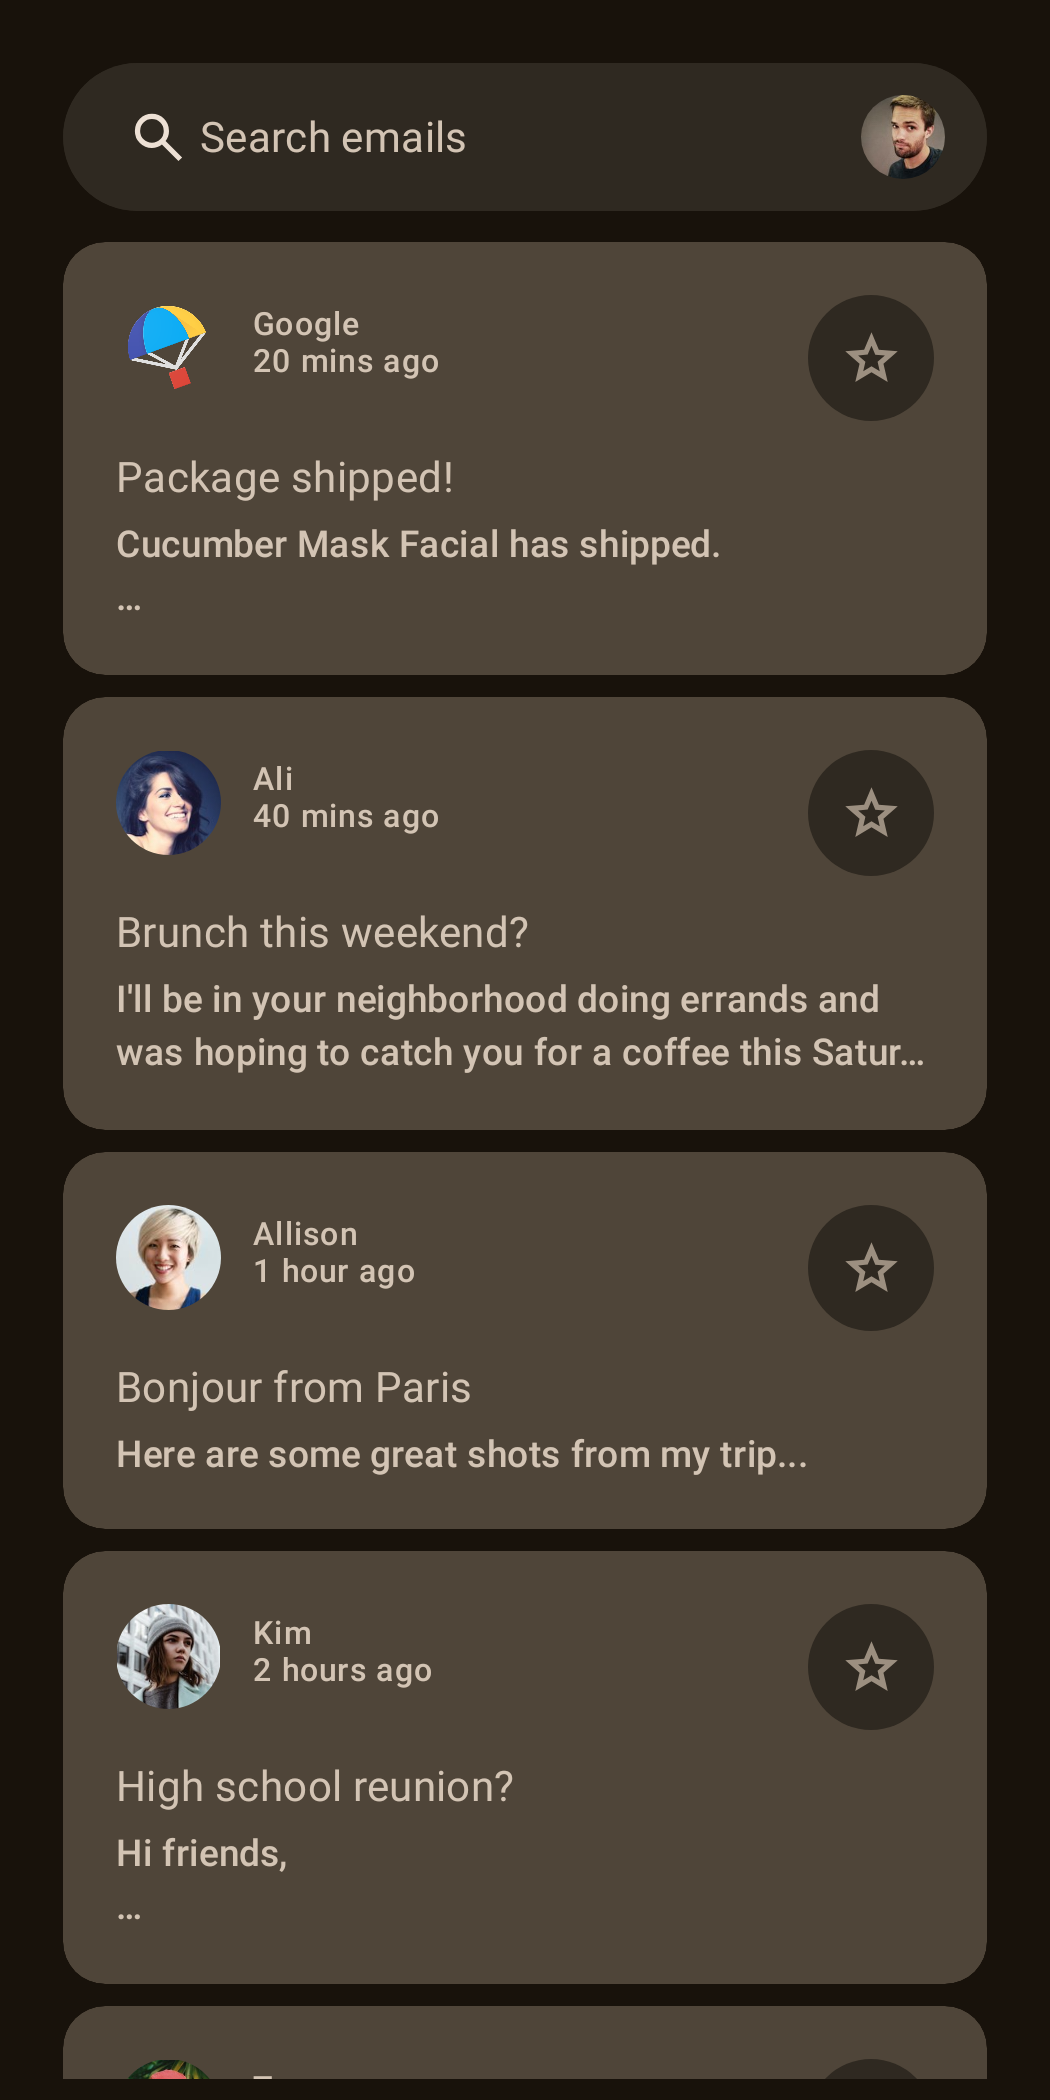 Search emails
Google
20 mins ago
Package shipped!
Cucumber Mask Facial has shipped.
…
Ali
40 mins ago
Brunch this weekend?
I'll be in your neighborhood doing errands and
was hoping to catch you for a coffee this Satur…
Allison
1 hour ago
Bonjour from Paris
Here are some great shots from my trip...
Kim
2 hours ago
High school reunion?
Hi friends,
…